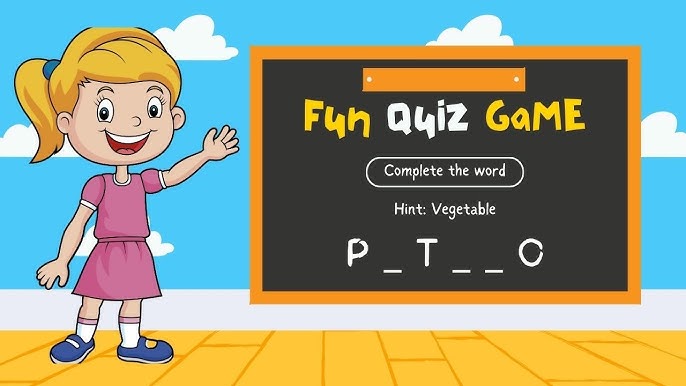 Fun Quiz GaME
Complete the word
Hint: Vegetable
P _ T _ _ O